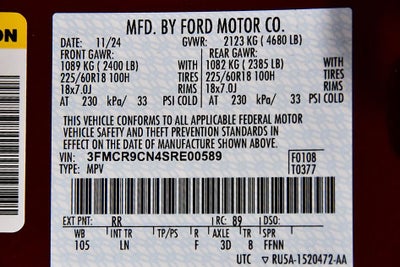 MFD. BY FORD MOTOR CO.
DATE: 11/24 GVWR: 2123 KG ( 4680 LB)
FRONT GAWR: REAR GAWR:
1089 KG ( 2400 LB) WITH 1082 KG ( 2385 LB) WITH
225/60R18 100H TIRES 225/60R18 100H TIRES
18x7.0J RIMS 18x7.0J RIMS
AT 230 kPa/ 33 PSI COLD AT 230 kPa/ 33 PSI COLD
THIS VEHICLE CONFORMS TO ALL APPLICABLE FEDERAL MOTOR
VEHICLE SAFETY AND THEFT PREVENTION STANDARDS IN
EFFECT ON THE DATE OF MANUFACTURE SHOWN ABOVE.
VIN: 3FMCR9CN4SRE00589 F0108
TYPE: MPV T0377
EXT PNT: RR RC: 89 DSO:
WB INT TR TP/PS R AXLE TR SPR
105 LN F 3D 8 FFNN
UTC RU5A-1520472-AA
ON